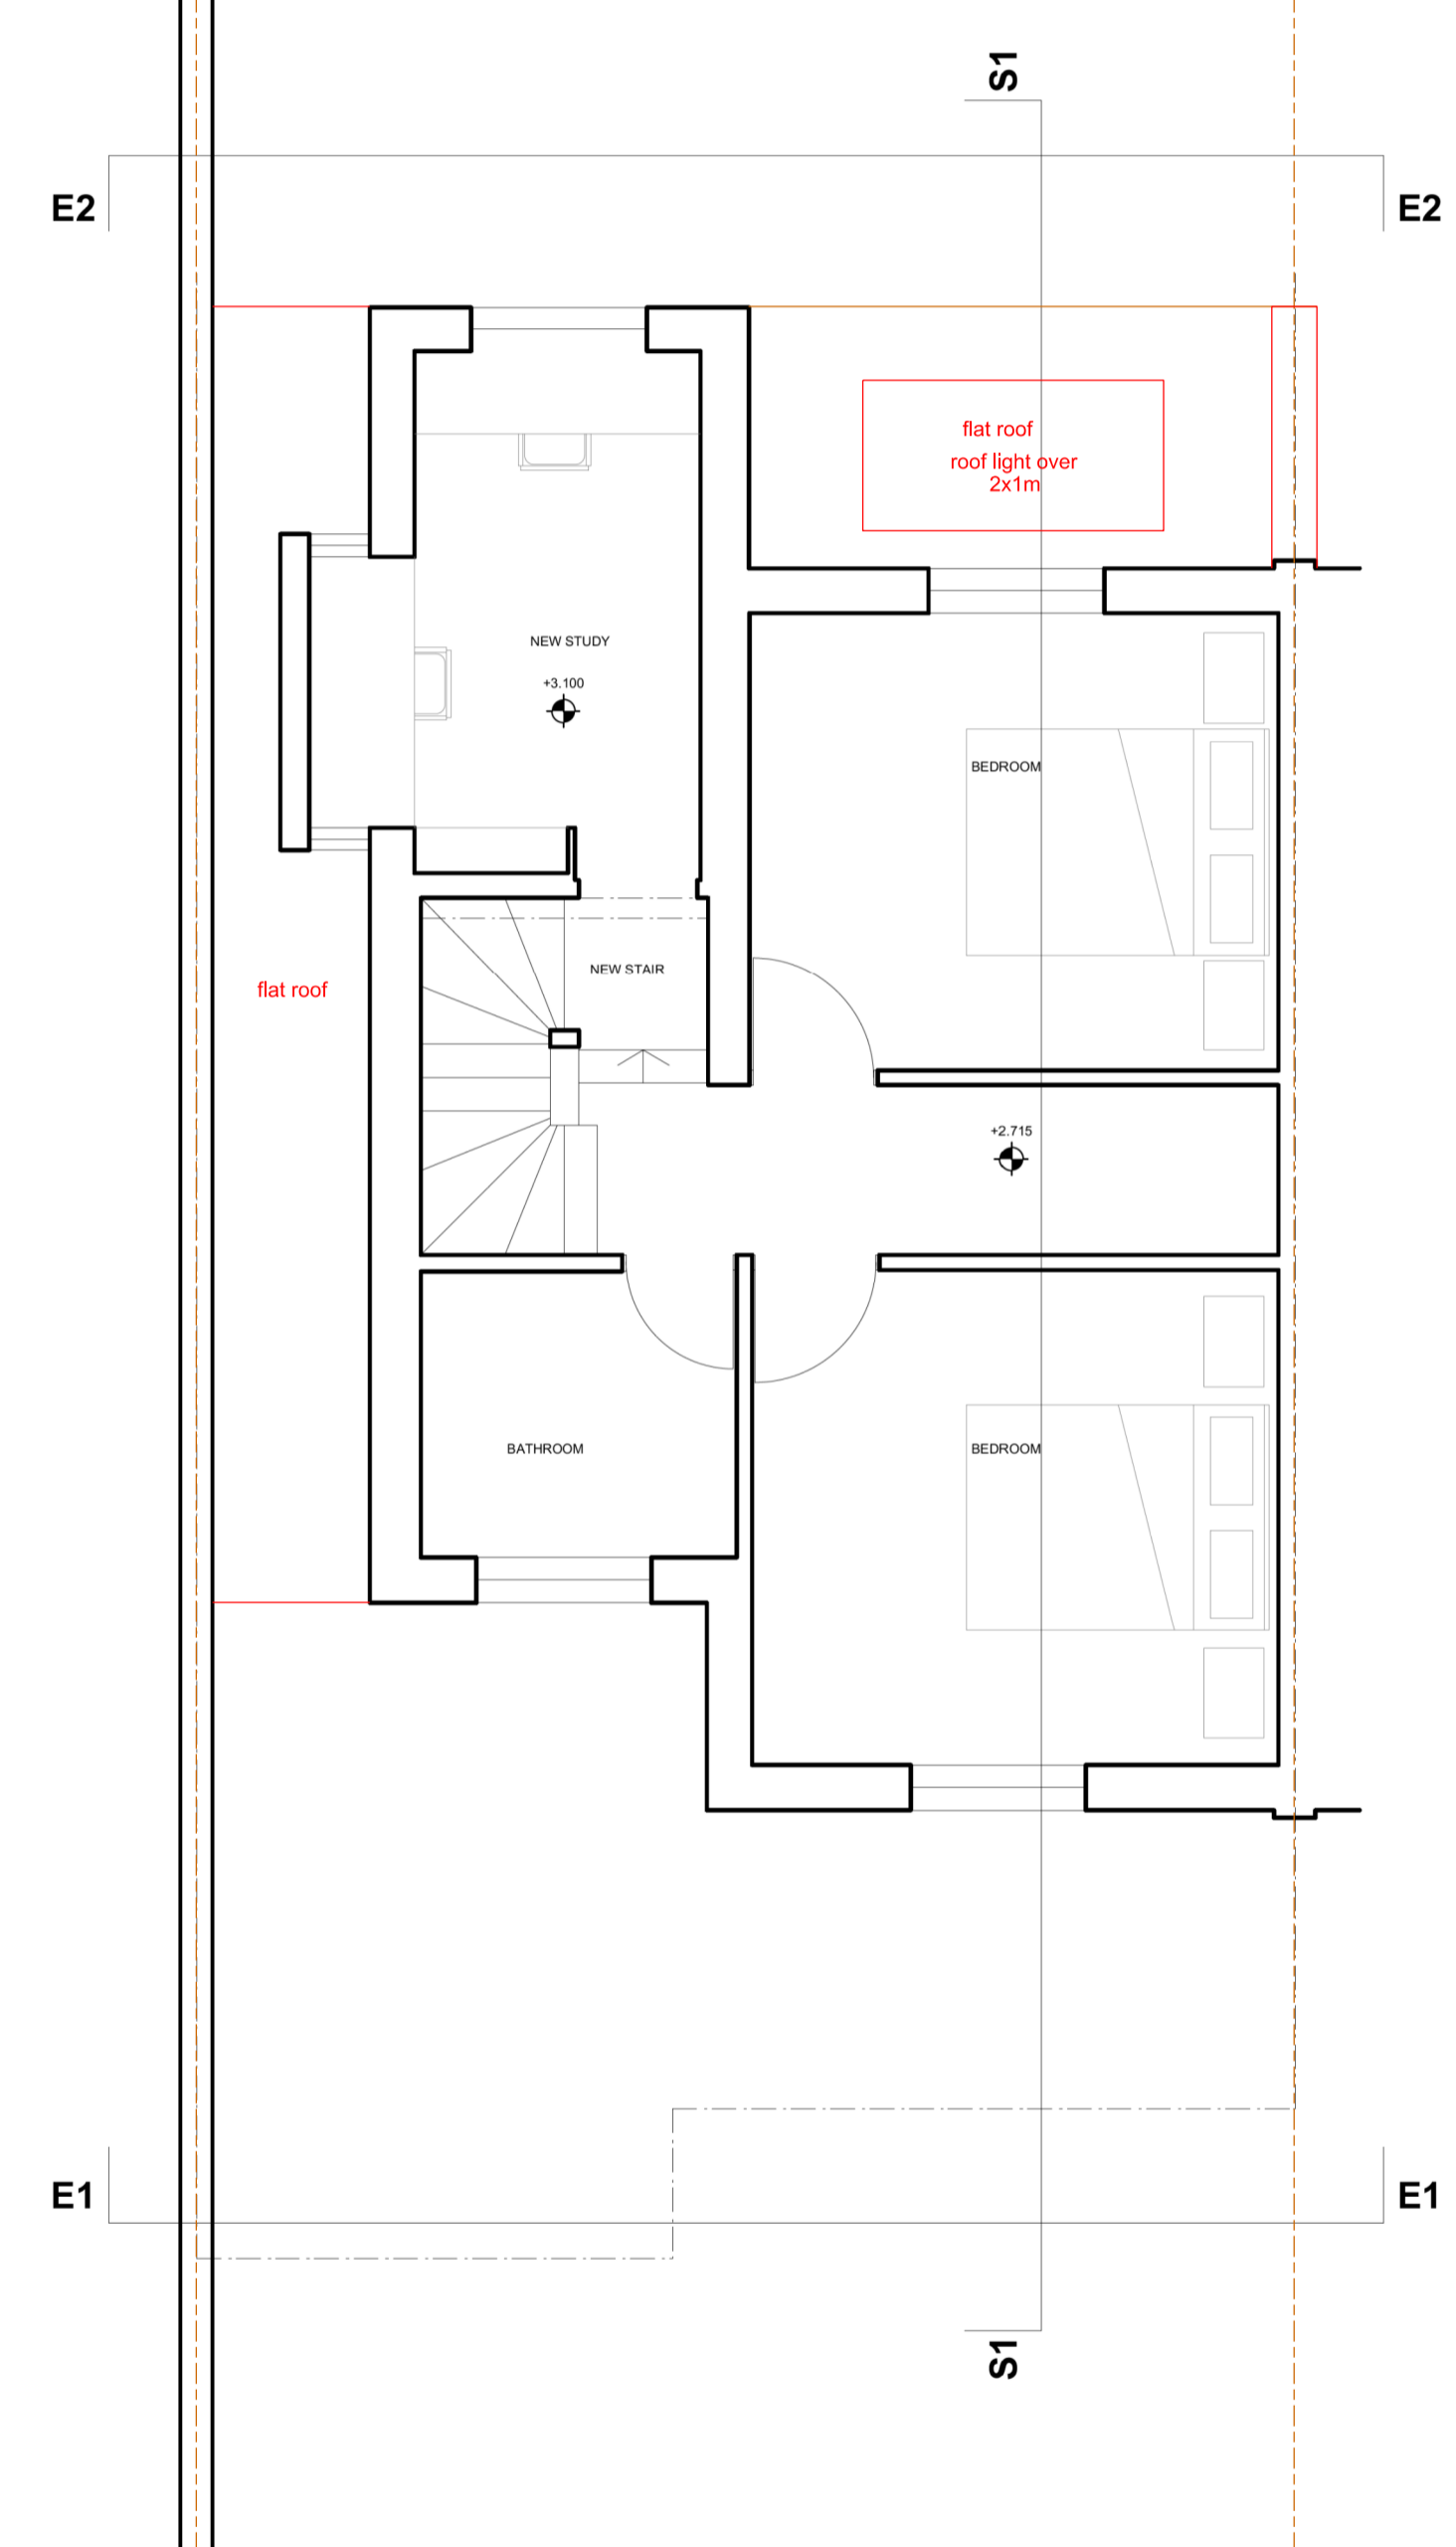 S1
E2
E2
flat roof
roof light over
2x1m
NEW STUDY
+3.100
BEDROOM
NEW STAIR
flat roof
+2.715
BATHROOM
BEDROOM
E1
E1
S1